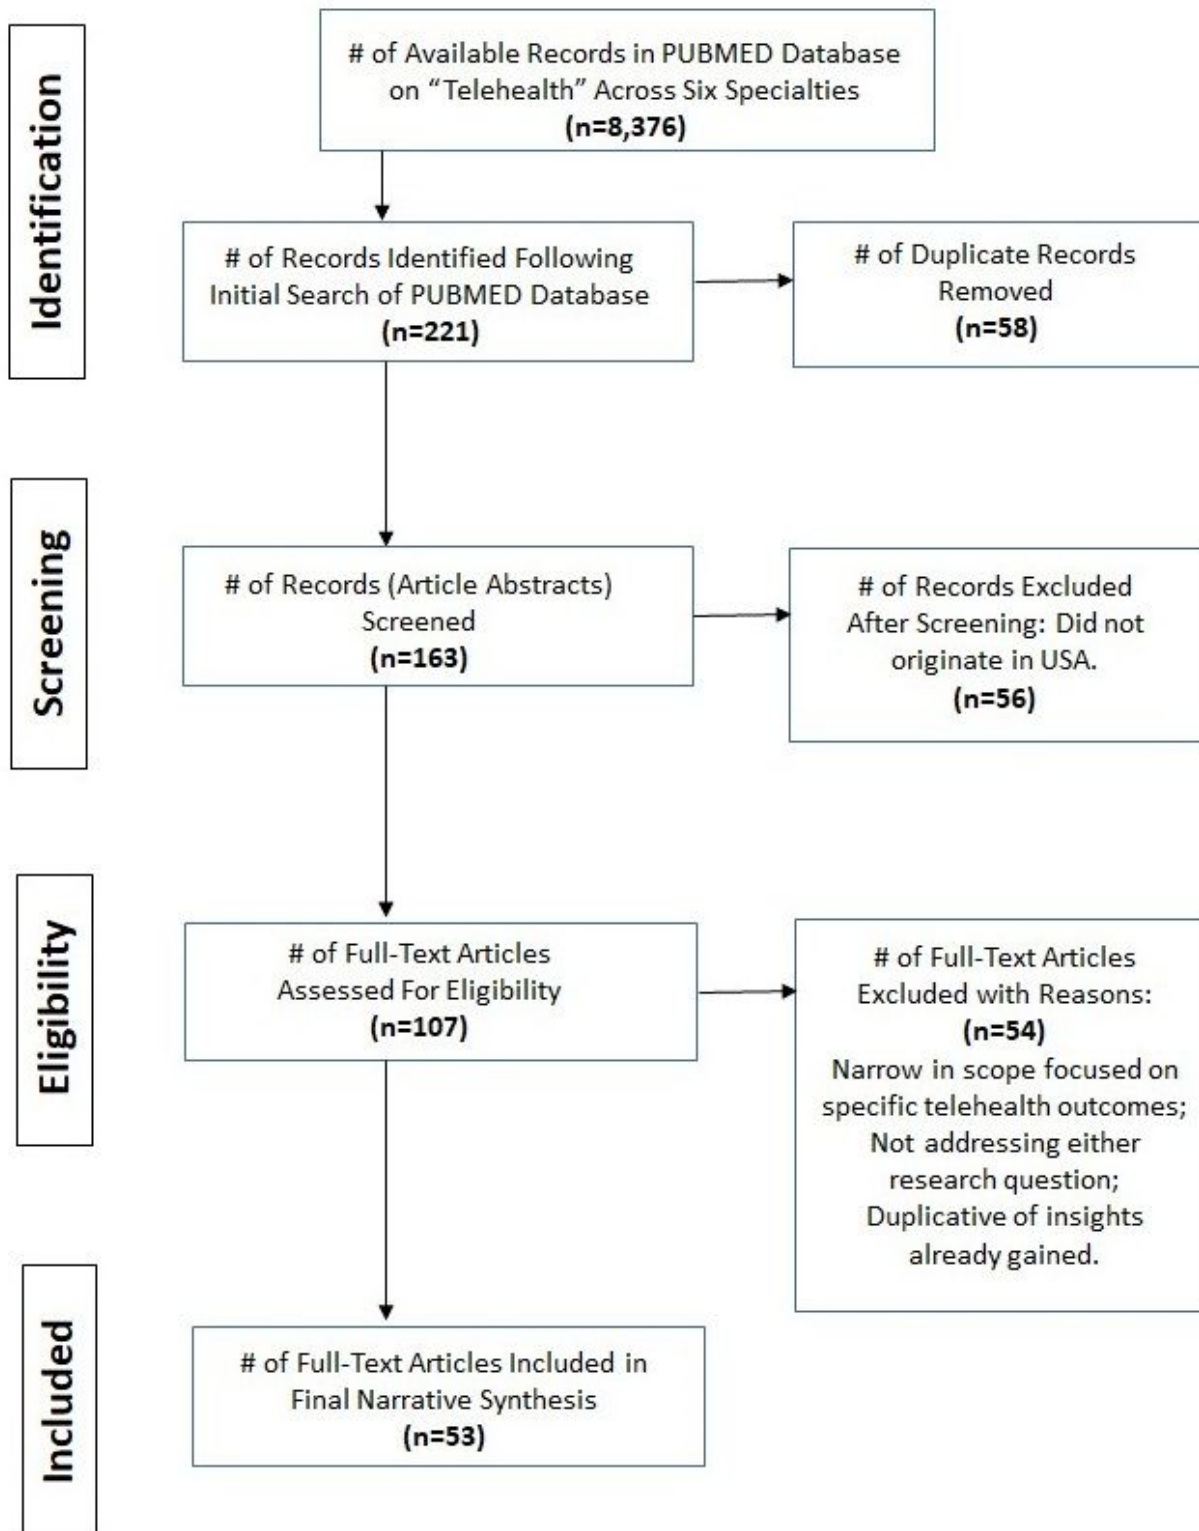 Identification
# of Available Records in PUBMED Database
on “Telehealth” Across Six Specialties
(n=8,376)
# of Records Identified Following
Initial Search of PUBMED Database
(n=221)
# of Duplicate Records
Removed
(n=58)
Screening
# of Records (Article Abstracts)
Screened
(n=163)
# of Records Excluded
After Screening: Did not
originate in USA.
(n=56)
Eligibility
# of Full-Text Articles
Assessed For Eligibility
(n=107)
# of Full-Text Articles
Excluded with Reasons:
(n=54)
Narrow in scope focused on
specific telehealth outcomes;
Not addressing either
research question;
Duplicative of insights
already gained.
Included
# of Full-Text Articles Included in
Final Narrative Synthesis
(n=53)